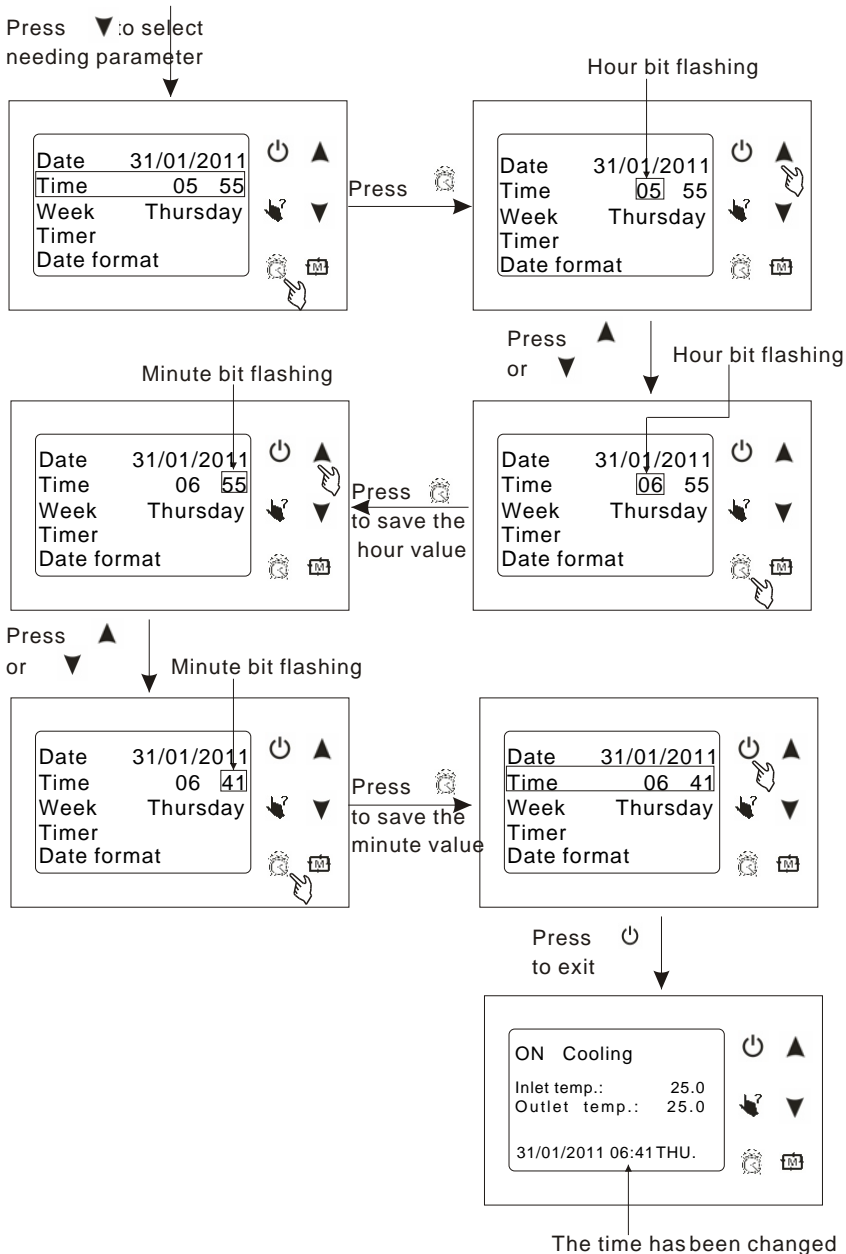 Press ▼ to select
needing parameter
Date 31/01/2011
Time 05 55
Week Thursday
Timer
Date format
Press
Hour bit flashing
Date 31/01/2011
Time 05 55
Week Thursday
Timer
Date format
M
M
Press ▲
or ▼
Hour bit flashing
Date 31/01/2011
Time 06 55
Week Thursday
Timer
Date format
M
Press
to save the
hour value
Minute bit flashing
Date 31/01/2011
Time 06 55
Week Thursday
Timer
Date format
M
Press ▲
or ▼
Minute bit flashing
Date 31/01/2011
Time 06 41
Week Thursday
Timer
Date format
M
Press
to save the
minute value
Date 31/01/2011
Time 06 41
Week Thursday
Timer
Date format
M
Press
to exit
ON Cooling
Inlet temp.: 25.0
Outlet temp.: 25.0
31/01/2011 06:41 THU.
M
The time has been changed